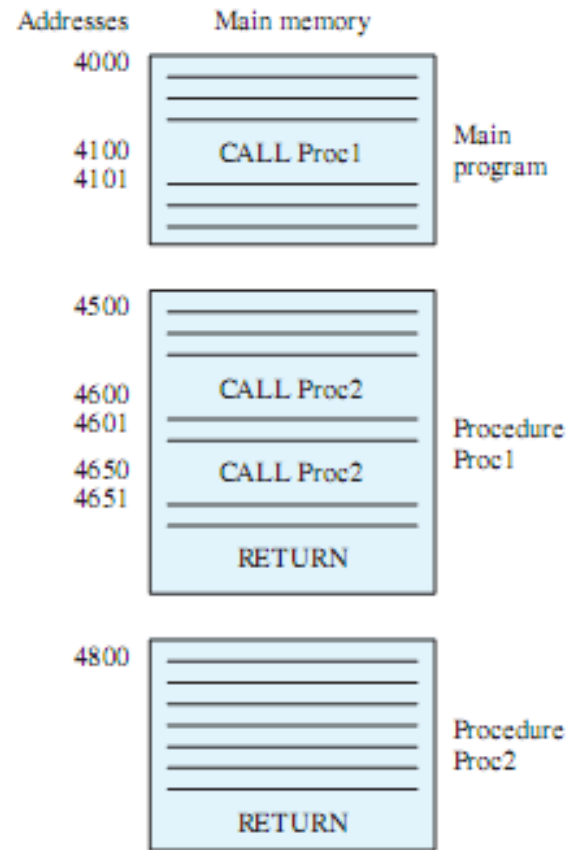 Addresses Main memory
4000
4100 CALL Proc1
4101
Main
program
4500
4600 CALL Proc2
4601
4650 CALL Proc2
4651
RETURN
Procedure
Proc1
4800
RETURN
Procedure
Proc2